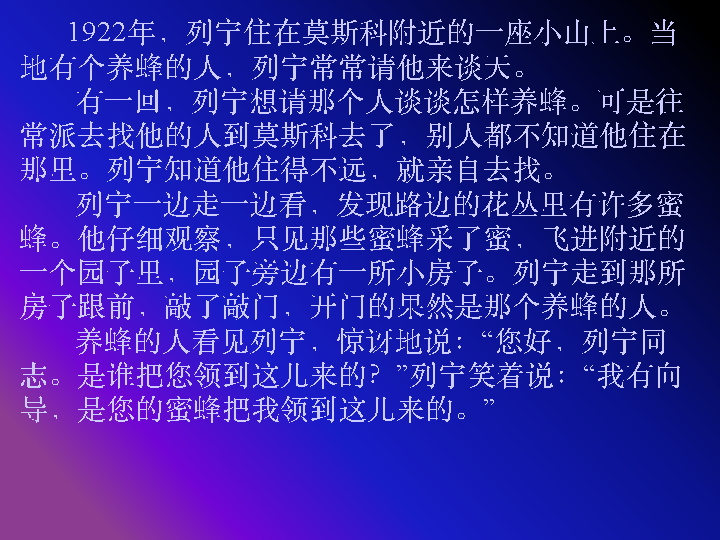 1922年，列宁住在莫斯科附近的一座小山上。当
地有个养蜂的人，列宁常常请他来谈天。
有一回，列宁想请那个人谈谈怎样养蜂。可是往
常派去找他的人到莫斯科去了，别人都不知道他住在
那里。列宁知道他住得不远，就亲自去找。
列宁一边走一边看，发现路边的花丛里有许多蜜
蜂。他仔细观察，只见那些蜜蜂采了蜜，飞进附近的
一个园子里，园子旁边有一所小房子。列宁走到那所
房子跟前，敲了敲门，开门的果然是那个养蜂的人。
养蜂的人看见列宁，惊讶地说：“您好，列宁同
志。是谁把您领到这儿来的？”列宁笑着说：“我有向
导，是您的蜜蜂把我领到这儿来的。”